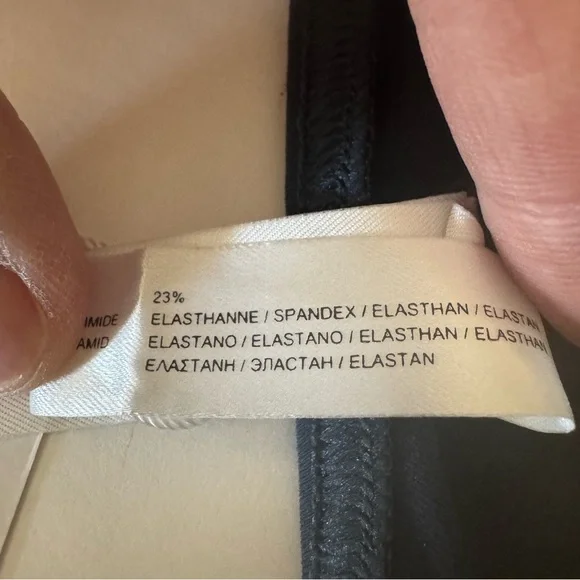 23%
IMIDE ELASTHANNE / SPANDEX / ELASTHAN / ELASTAN
AMID ELASTANO / ELASTANO / ELASTHAN / ELASTHAN
ΕΛΑΣΤΑΝΗ / ЭЛАСТАН / ELASTAN